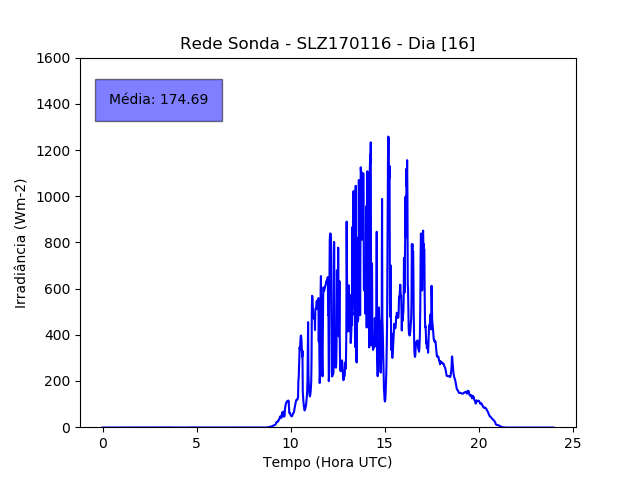 Rede Sonda - SLZ170116 - Dia [16]
1600
1400
1200
1000
800
600
400
200
0
Média: 174.69
Irradiância (Wm-2)
0 5 10 15 20 25
Tempo (Hora UTC)